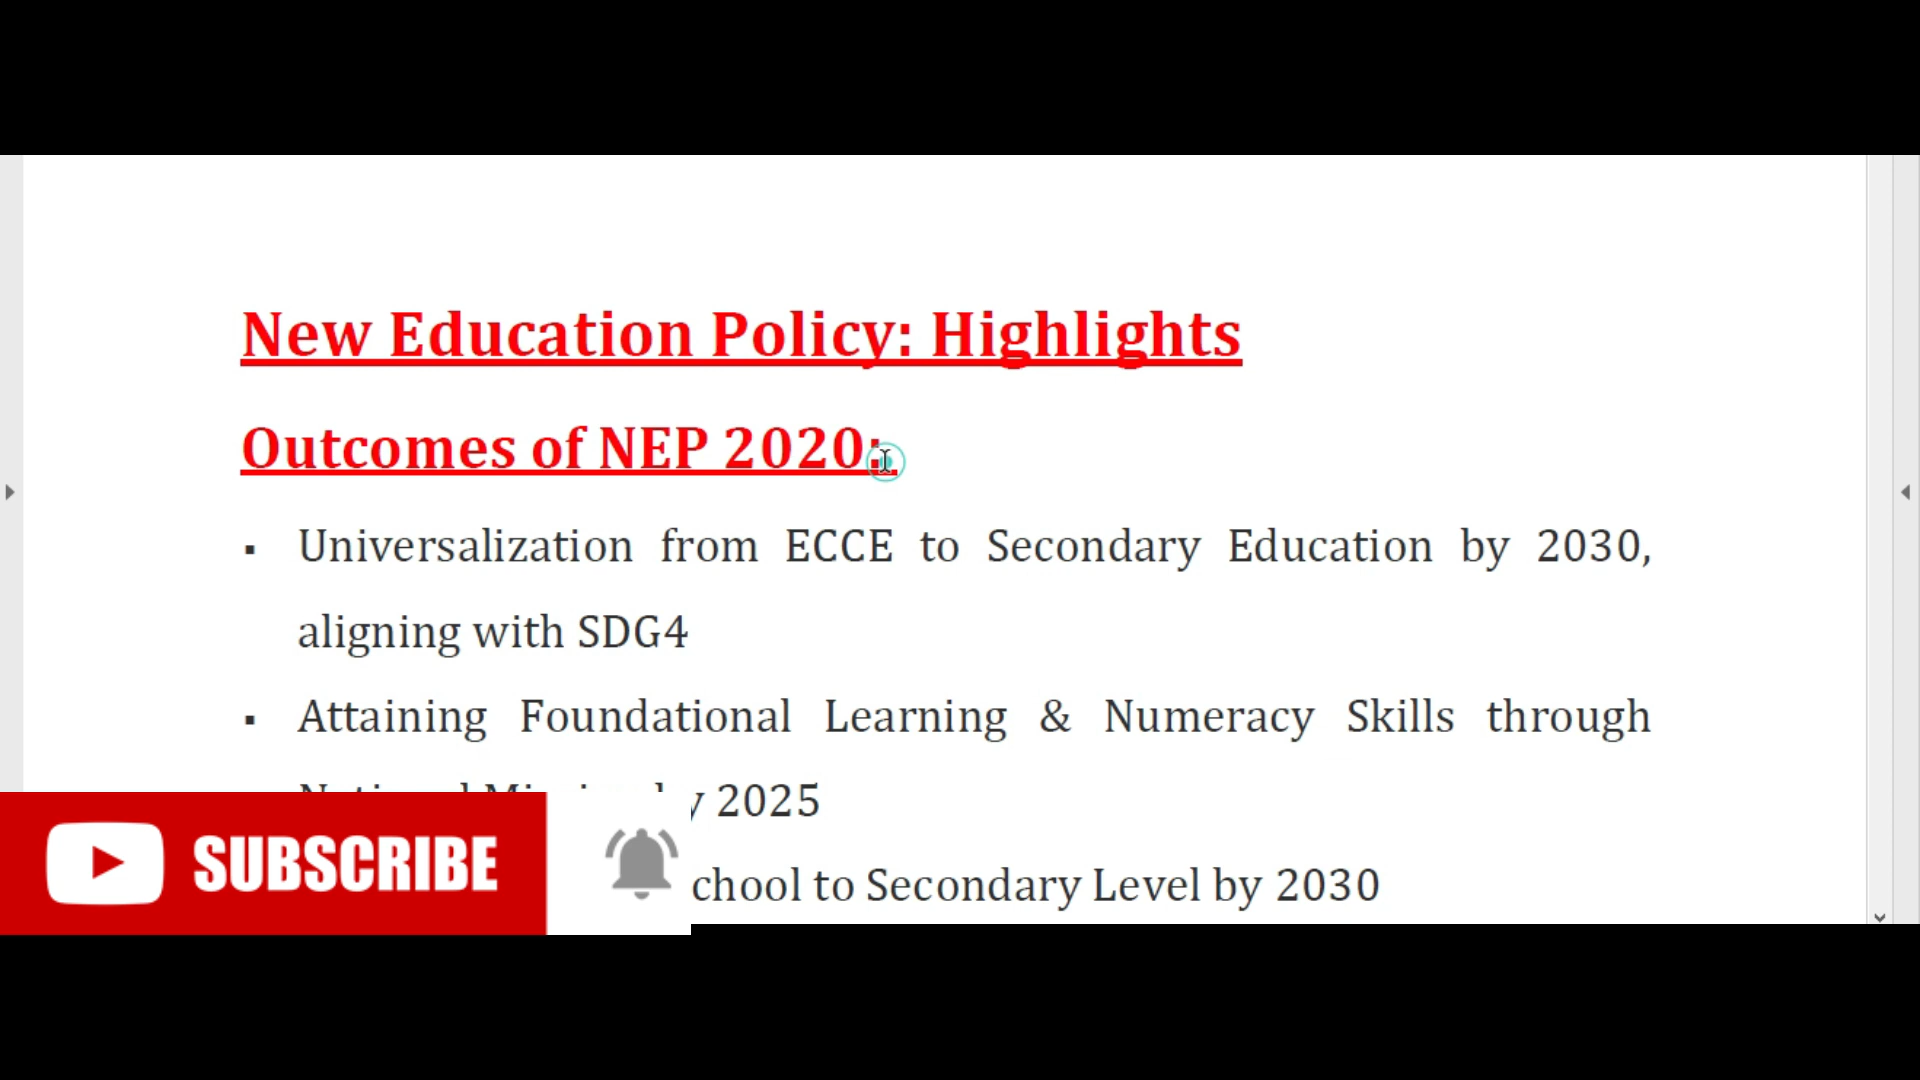 New Education Policy: Highlights
Outcomes of NEP 2020:
▪ Universalization from ECCE to Secondary Education by 2030,
aligning with SDG4
▪ Attaining Foundational Learning & Numeracy Skills through
2025
to Secondary Level by 2030
SUBSCRIBE